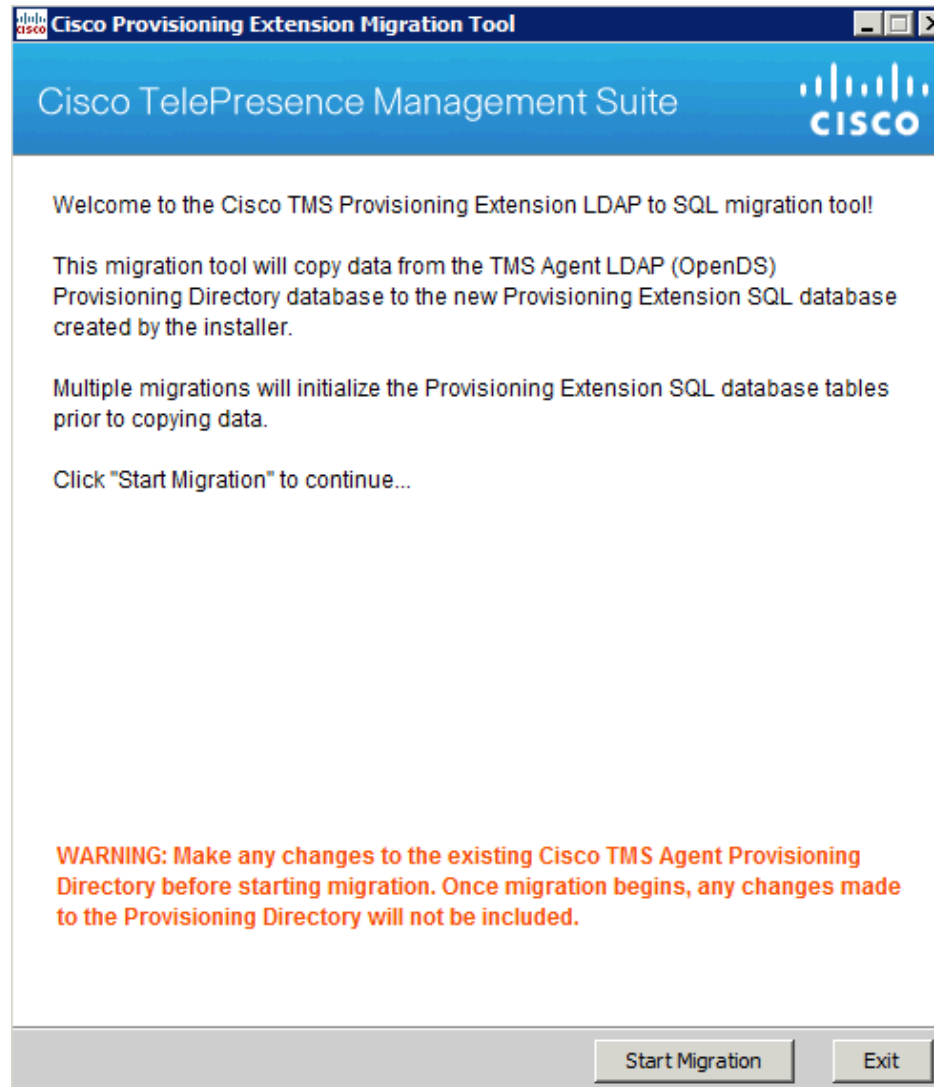 Cisco Provisioning Extension Migration Tool
Cisco TelePresence Management Suite
CISCO
Welcome to the Cisco TMS Provisioning Extension LDAP to SQL migration tool!
This migration tool will copy data from the TMS Agent LDAP (OpenDS)
Provisioning Directory database to the new Provisioning Extension SQL database
created by the installer.
Multiple migrations will initialize the Provisioning Extension SQL database tables
prior to copying data.
Click "Start Migration" to continue...
WARNING: Make any changes to the existing Cisco TMS Agent Provisioning
Directory before starting migration. Once migration begins, any changes made
to the Provisioning Directory will not be included.
Start Migration
Exit